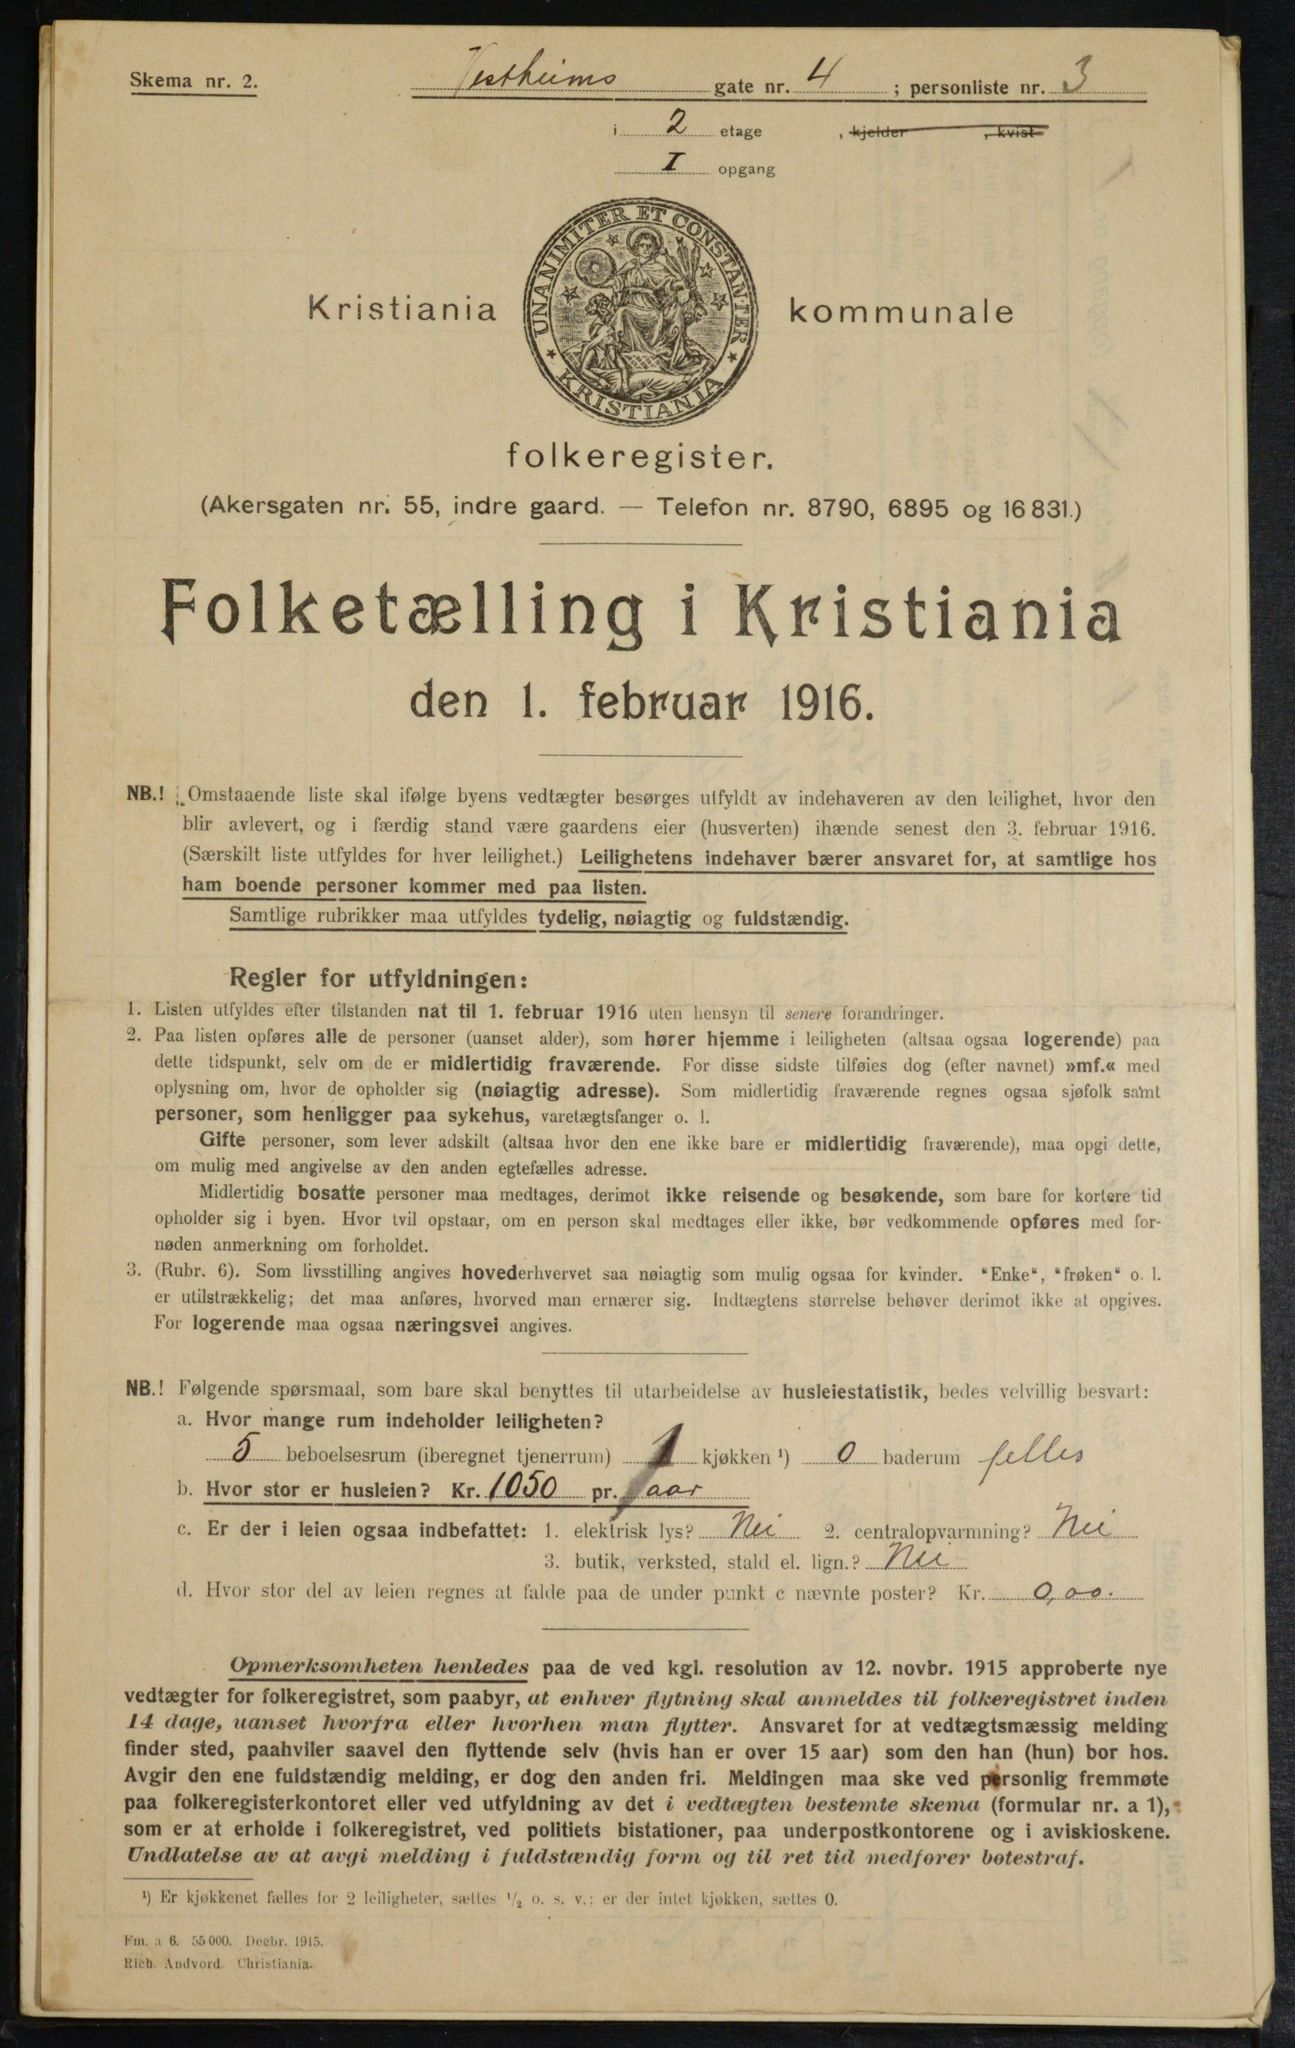 Skema nr. 2.
Vestheims gate nr. 4 ; personliste nr. 3
i 2 etage , kjelder , kvist
I opgang
UNANIMITER ET CONSTANTER
KRISTIANIA
Kristiania kommunale
folkeregister.
(Akersgaten nr. 55, indre gaard. — Telefon nr. 8790, 6895 og 16 831.)
Folketælling i Kristiania
den 1. februar 1916.
NB.! Omstaaende liste skal ifølge byens vedtægter besørges utfyldt av indehaveren av den leilighet, hvor den
blir avlevert, og i færdig stand være gaardens eier (husverten) ihænde senest den 3. februar 1916.
(Særskilt liste utfyldes for hver leilighet.) Leilighetens indehaver bærer ansvaret for, at samtlige hos
ham boende personer kommer med paa listen.
Samtlige rubrikker maa utfyldes tydelig, nøiagtig og fuldstændig.
Regler for utfyldningen:
1. Listen utfyldes efter tilstanden nat til 1. februar 1916 uten hensyn til senere forandringer.
2. Paa listen opføres alle de personer (uanset alder), som hører hjemme i leiligheten (altsaa ogsaa logerende) paa
dette tidspunkt, selv om de er midlertidig fraværende. For disse sidste tilføies dog (efter navnet) »mf.« med
oplysning om, hvor de opholder sig (nøiagtig adresse). Som midlertidig fraværende regnes ogsaa sjøfolk samt
personer, som henligger paa sykehus, varetægtsfanger o. l.
Gifte personer, som lever adskilt (altsaa hvor den ene ikke bare er midlertidig fraværende), maa opgi dette,
om mulig med angivelse av den anden egtefælles adresse.
Midlertidig bosatte personer maa medtages, derimot ikke reisende og besøkende, som bare for kortere tid
opholder sig i byen. Hvor tvil opstaar, om en person skal medtages eller ikke, bør vedkommende opføres med for-
nøden anmerkning om forholdet.
3. (Rubr. 6). Som livsstilling angives hovederhvervet saa nøiagtig som mulig ogsaa for kvinder. “Enke“, “frøken“ o. l.
er utilstrækkelig; det maa anføres, hvorved man ernærer sig. Indtægtens størrelse behøver derimot ikke at opgives.
For logerende maa ogsaa næringsvei angives.
NB.! Følgende spørsmaal, som bare skal benyttes til utarbeidelse av husleiestatistik, bedes velvillig besvart:
a. Hvor mange rum indeholder leiligheten?
5 beboelsesrum (iberegnet tjenerrum) 1 kjøkken ¹) 0 baderum felles
b. Hvor stor er husleien? Kr. 1050 pr. aar
c. Er der i leien ogsaa indbefattet: 1. elektrisk lys? Nei 2. centralopvarmning? Nei
3. butik, verksted, stald el. lign.? Nei
d. Hvor stor del av leien regnes at falde paa de under punkt c nævnte poster? Kr. 0,00.
Opmerksomheten henledes paa de ved kgl. resolution av 12. novbr. 1915 approberte nye
vedtægter for folkeregistret, som paabyr, at enhver flytning skal anmeldes til folkeregistret inden
14 dage, uanset hvorfra eller hvorhen man flytter. Ansvaret for at vedtægtsmæssig melding
finder sted, paahviler saavel den flyttende selv (hvis han er over 15 aar) som den han (hun) bor hos.
Avgir den ene fuldstændig melding, er dog den anden fri. Meldingen maa ske ved personlig fremmøte
paa folkeregisterkontoret eller ved utfyldning av det i vedtægten bestemte skema (formular nr. a 1),
som er at erholde i folkeregistret, ved politiets bistationer, paa underpostkontorene og i aviskioskene.
Undlatelse av at avgi melding i fuldstændig form og til ret tid medfører bøtestraf.
¹) Er kjøkkenet fælles for 2 leiligheter, sættes ½ o. s. v.; er der intet kjøkken, sættes 0.
Fm. a 6. 55 000. Decbr. 1915.
Rich. Andvord. Christiania.